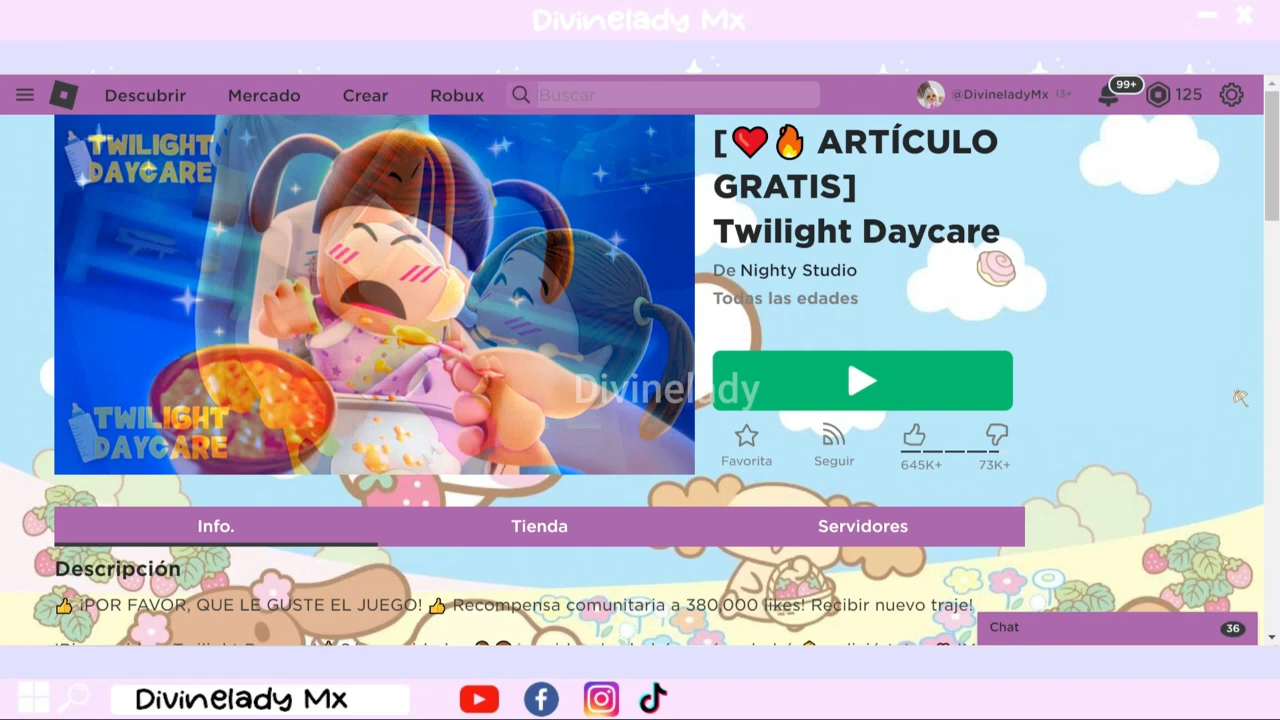 Divinelady Mx
Descubrir Mercado Crear Robux Buscar @DivineladyMx 13+ 99+ 125
TWILIGHT
DAYCARE
[❤️🔥 ARTÍCULO
GRATIS]
Twilight Daycare
De Nighty Studio
Todas las edades
Divinelady
TWILIGHT
DAYCARE
Favorita Seguir 645K+ 73K+
Info. Tienda Servidores
Descripción
👍 ¡POR FAVOR, QUE LE GUSTE EL JUEGO! 👍 Recompensa comunitaria a 380,000 likes! Recibir nuevo traje!
Chat 36
Divinelady Mx